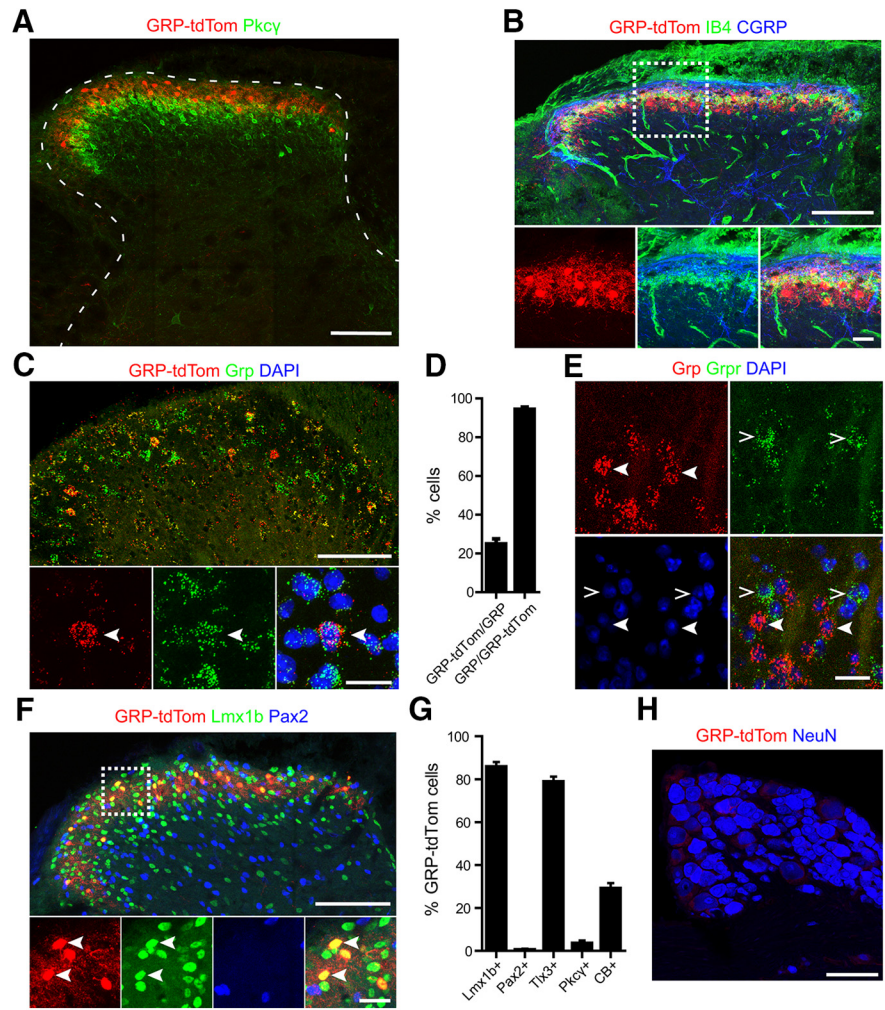 A
GRP-tdTom Pkcγ
B
GRP-tdTom IB4 CGRP
C
GRP-tdTom Grp DAPI
D
% cells
100
80
60
40
20
0
GRP-tdTom/GRP
GRP/GRP-tdTom
E
Grp Grpr DAPI
F
GRP-tdTom Lmx1b Pax2
G
% GRP-tdTom cells
100
80
60
40
20
0
Lmx1b+
Pax2+
Tlx3+
Pkcγ+
CB+
H
GRP-tdTom NeuN